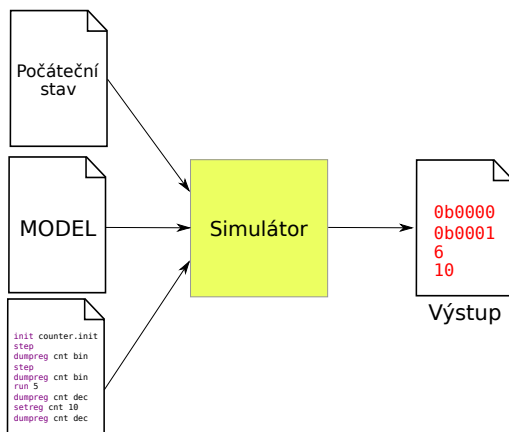 Počáteční
stav
MODEL
init counter.init
step
dumpreg cnt bin
step
dumpreg cnt bin
run 5
dumpreg cnt dec
setreg cnt 10
dumpreg cnt dec
Simulátor
0b0000
0b0001
6
10
Výstup